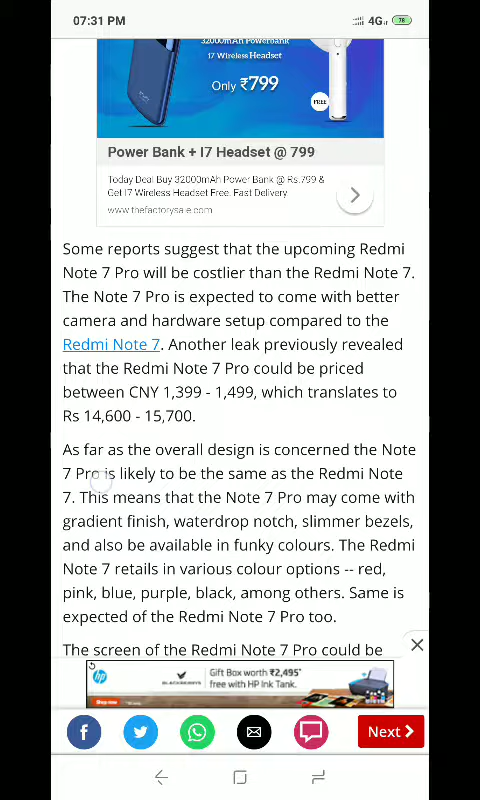 07:31 PM
4G
78
32000mAh Powerbank
I7 Wireless Headset
Only ₹799
FREE
Power Bank + I7 Headset @ 799
Today Deal Buy 32000mAh Power Bank @ Rs.799 &
Get I7 Wireless Headset Free. Fast Delivery
www.thefactorysale.com
Some reports suggest that the upcoming Redmi
Note 7 Pro will be costlier than the Redmi Note 7.
The Note 7 Pro is expected to come with better
camera and hardware setup compared to the
Redmi Note 7. Another leak previously revealed
that the Redmi Note 7 Pro could be priced
between CNY 1,399 - 1,499, which translates to
Rs 14,600 - 15,700.
As far as the overall design is concerned the Note
7 Pro is likely to be the same as the Redmi Note
7. This means that the Note 7 Pro may come with
gradient finish, waterdrop notch, slimmer bezels,
and also be available in funky colours. The Redmi
Note 7 retails in various colour options -- red,
pink, blue, purple, black, among others. Same is
expected of the Redmi Note 7 Pro too.
The screen of the Redmi Note 7 Pro could be
hp
Gift Box worth ₹2,495*
free with HP Ink Tank.
Next